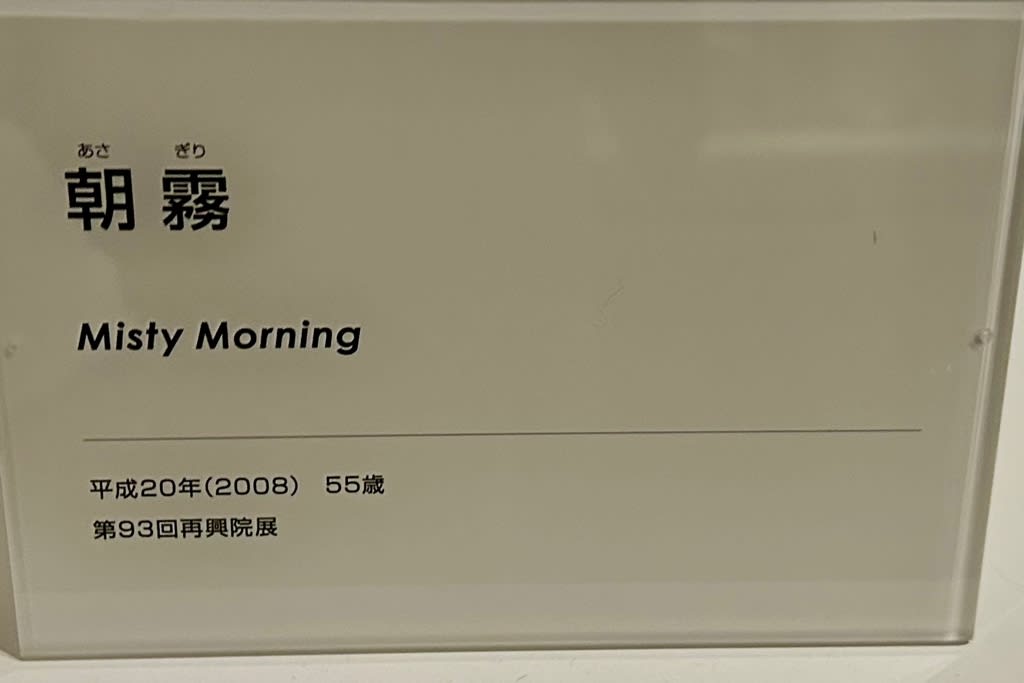 あさ ぎり
朝霧
Misty Morning
平成20年(2008) 55歳
第93回再興院展